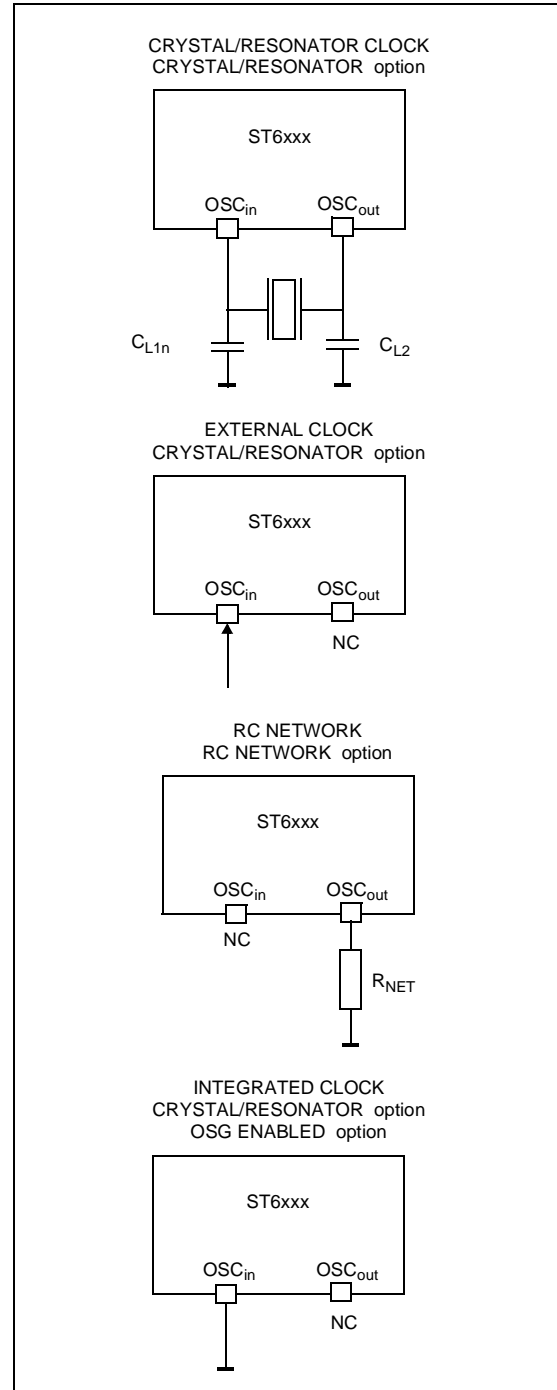 CRYSTAL/RESONATOR CLOCK
CRYSTAL/RESONATOR option
ST6xxx
OSCin OSCout
CL1n CL2
EXTERNAL CLOCK
CRYSTAL/RESONATOR option
ST6xxx
OSCin OSCout
NC
RC NETWORK
RC NETWORK option
ST6xxx
OSCin OSCout
NC
RNET
INTEGRATED CLOCK
CRYSTAL/RESONATOR option
OSG ENABLED option
ST6xxx
OSCin OSCout
NC